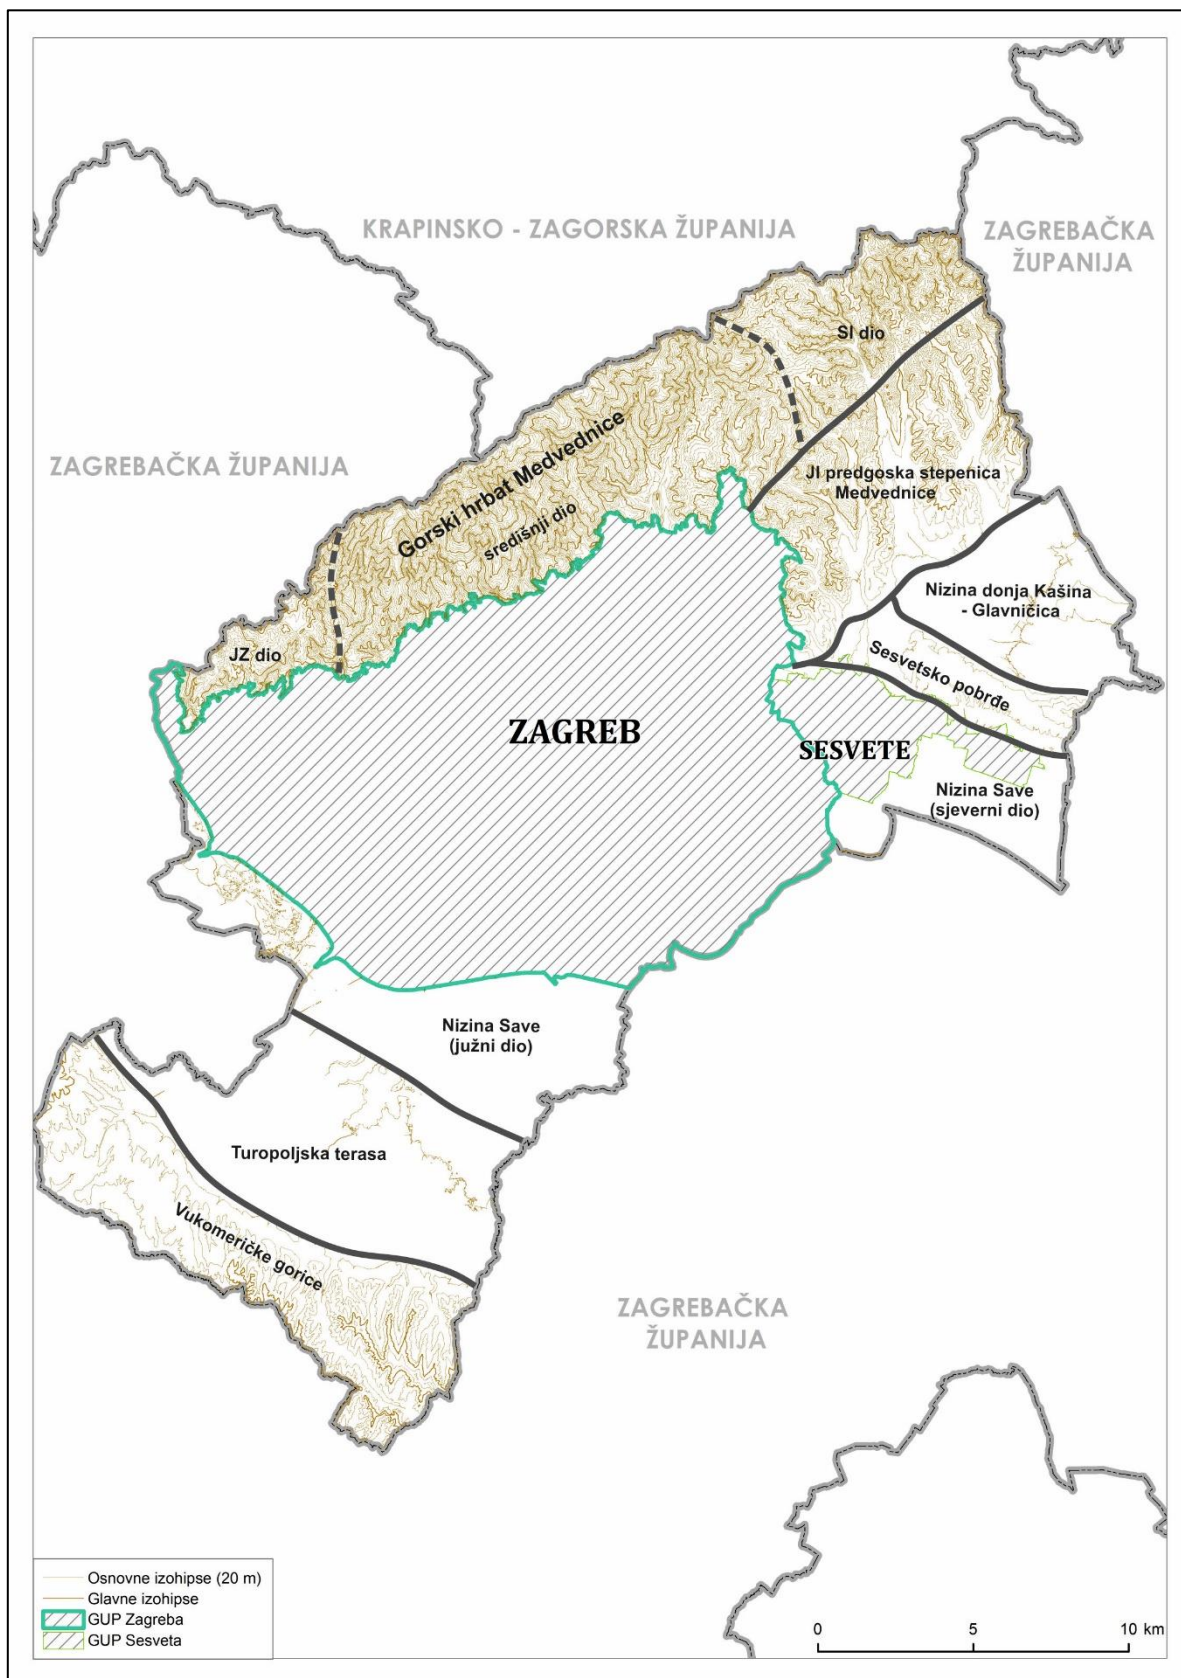 KRAPINSKO - ZAGORSKA ŽUPANIJA
ZAGREBAČKA
ŽUPANIJA
SI dio
ZAGREBAČKA ŽUPANIJA
Gorski hrbat Medvednice
središnji dio
JI predgoska stepenica
Medvednice
Nizina donja Kašina
- Glavničica
JZ dio
Sesvetsko pobrđe
ZAGREB
SESVETE
Nizina Save
(sjeverni dio)
Nizina Save
(južni dio)
Turopoljska terasa
Vukomeričke gorice
ZAGREBAČKA
ŽUPANIJA
Osnovne izohipse (20 m)
Glavne izohipse
GUP Zagreba
GUP Sesveta
0 5 10 km